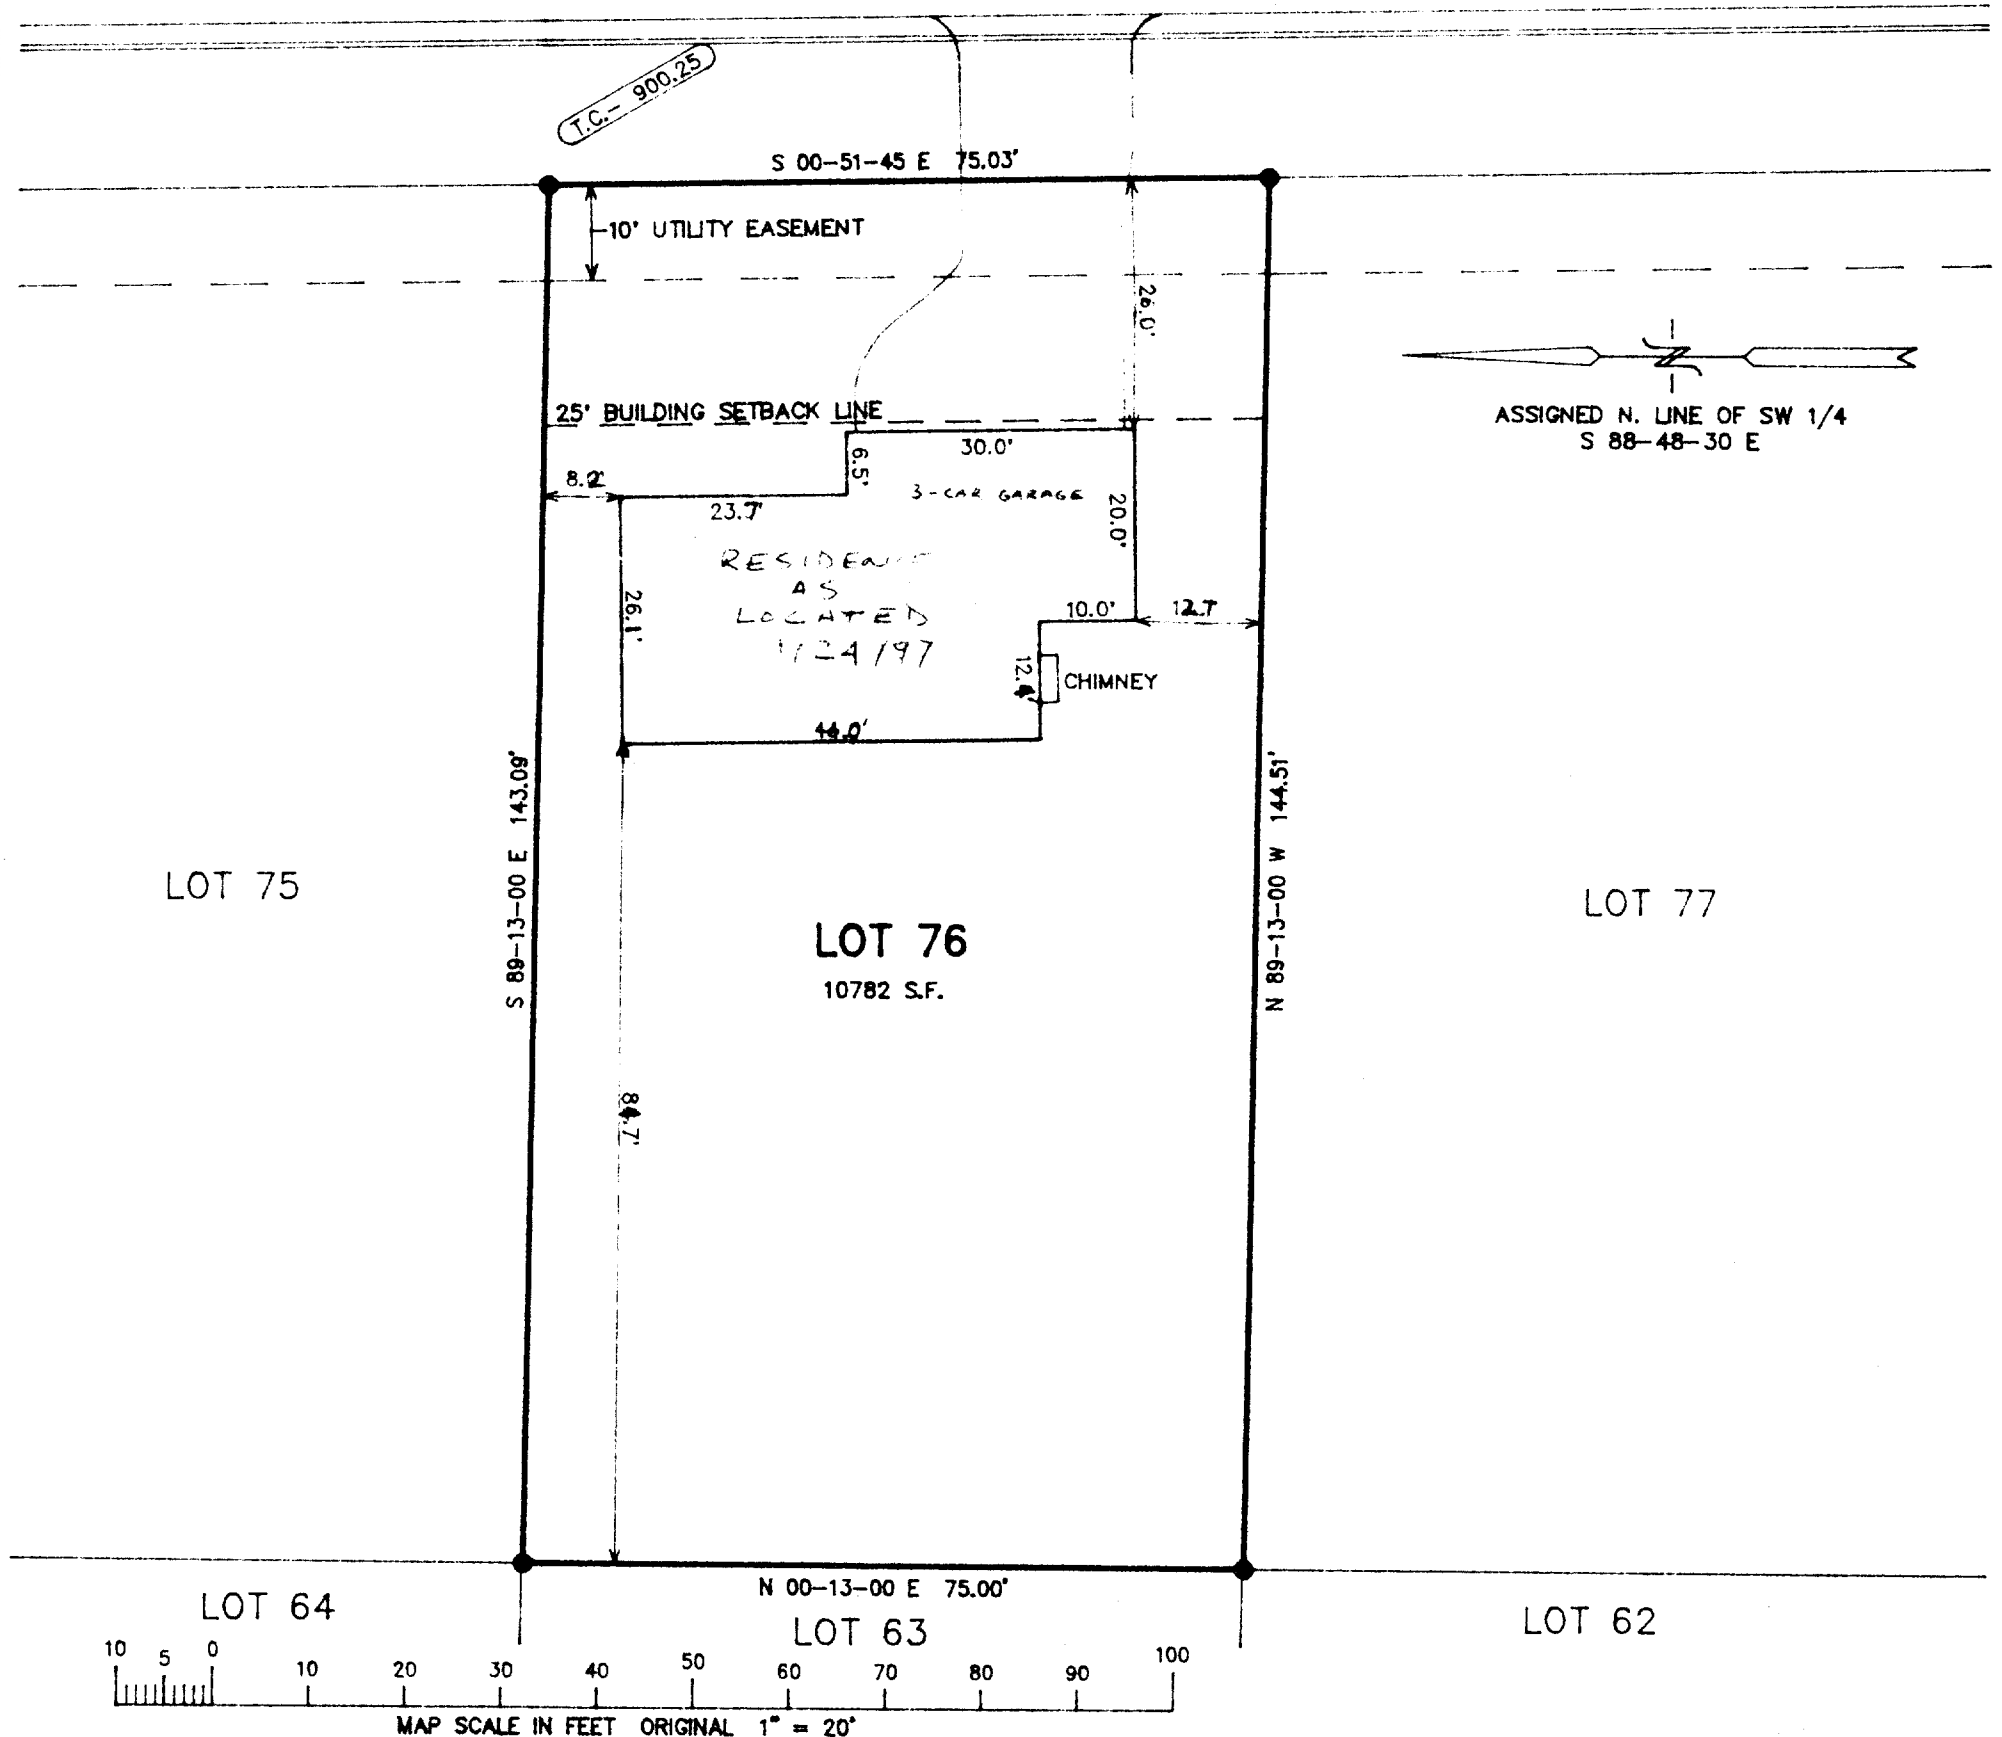 T.C.- 900.25
S 00-51-45 E 75.03'
10' UTILITY EASEMENT
26.0'
25' BUILDING SETBACK LINE
ASSIGNED N. LINE OF SW 1/4
S 88-48-30 E
30.0'
6.5'
8.2'
23.7'
3-CAR GARAGE
20.0'
RESIDENCE
AS
LOCATED
/24/97
26.1'
10.0'
12.7
12.
CHIMNEY
44.0'
S 89-13-00 E 143.09'
N 89-13-00 W 144.51'
LOT 75
LOT 76
10782 S.F.
LOT 77
84.7'
N 00-13-00 E 75.00'
LOT 64
LOT 63
LOT 62
10 5 0 10 20 30 40 50 60 70 80 90 100
MAP SCALE IN FEET ORIGINAL 1" = 20'